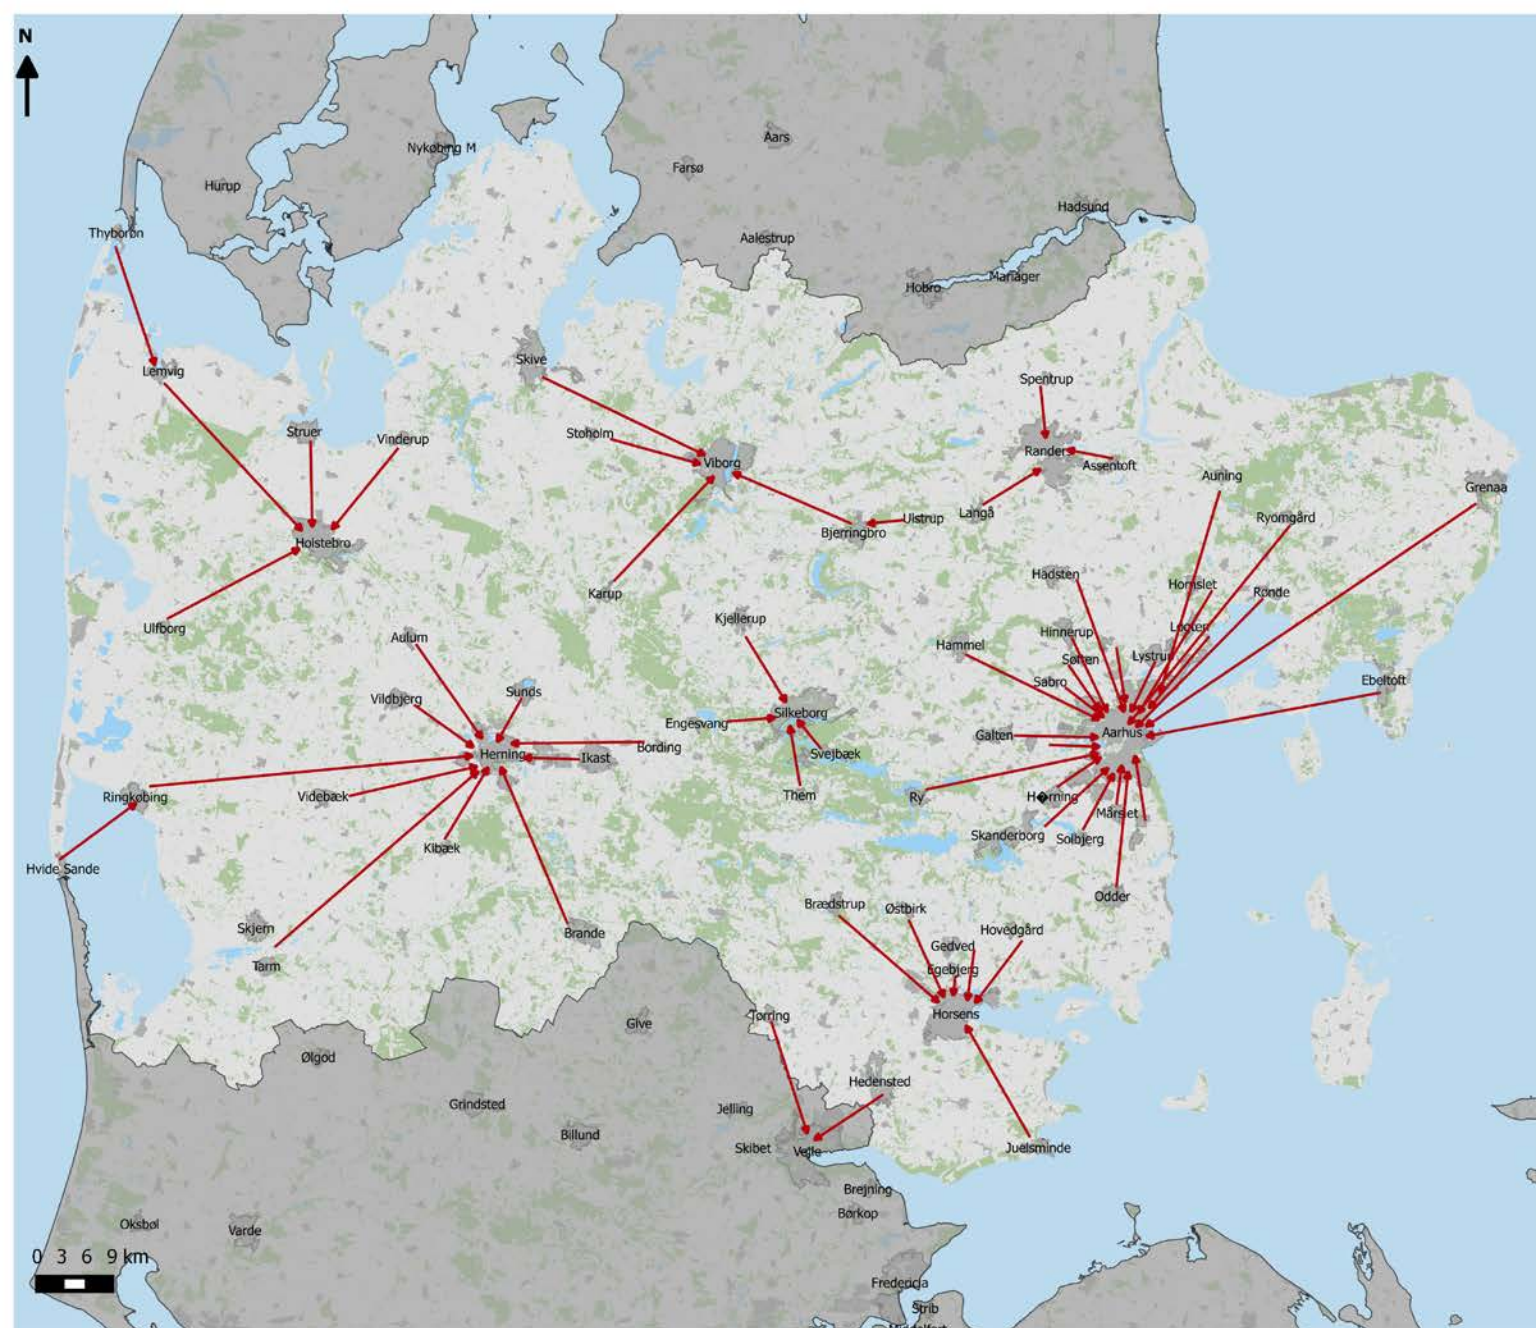 N
Aars
Nykøbing M
Farsø
Hurup
Hadsund
Thyborøn
Aalestrup
Mariager
Hobro
Skive
Lemvig
Spentrup
Struer
Stoholm
Vinderup
Randers
Viborg
Assentoft
Auning
Grenaa
Langå
Ulstrup
Ryomgård
Bjerringbro
Holstebro
Hadsten
Hornslet
Rønde
Karup
Kjellerup
Ulfborg
Hinnerup
Løgten
Aulum
Hammel
Lystrup
Søften
Ebeltoft
Sabro
Sunds
Vildbjerg
Silkeborg
Engesvang
Aarhus
Galten
Bording
Herning
Svejbæk
Ikast
Ringkøbing
Videbæk
Them
Ry
H�rning
Mårslet
Skanderborg
Solbjerg
Kibæk
Hvide Sande
Odder
Brædstrup
Østbirk
Skjern
Hovedgård
Brande
Gedved
Tarm
Egebjerg
Horsens
Tørring
Give
Ølgod
Hedensted
Grindsted
Jelling
Billund
Skibet
Vejle
Juelsminde
Brejning
Børkop
Oksbøl
Varde
0 3 6 9 km
Fredericia
Strib